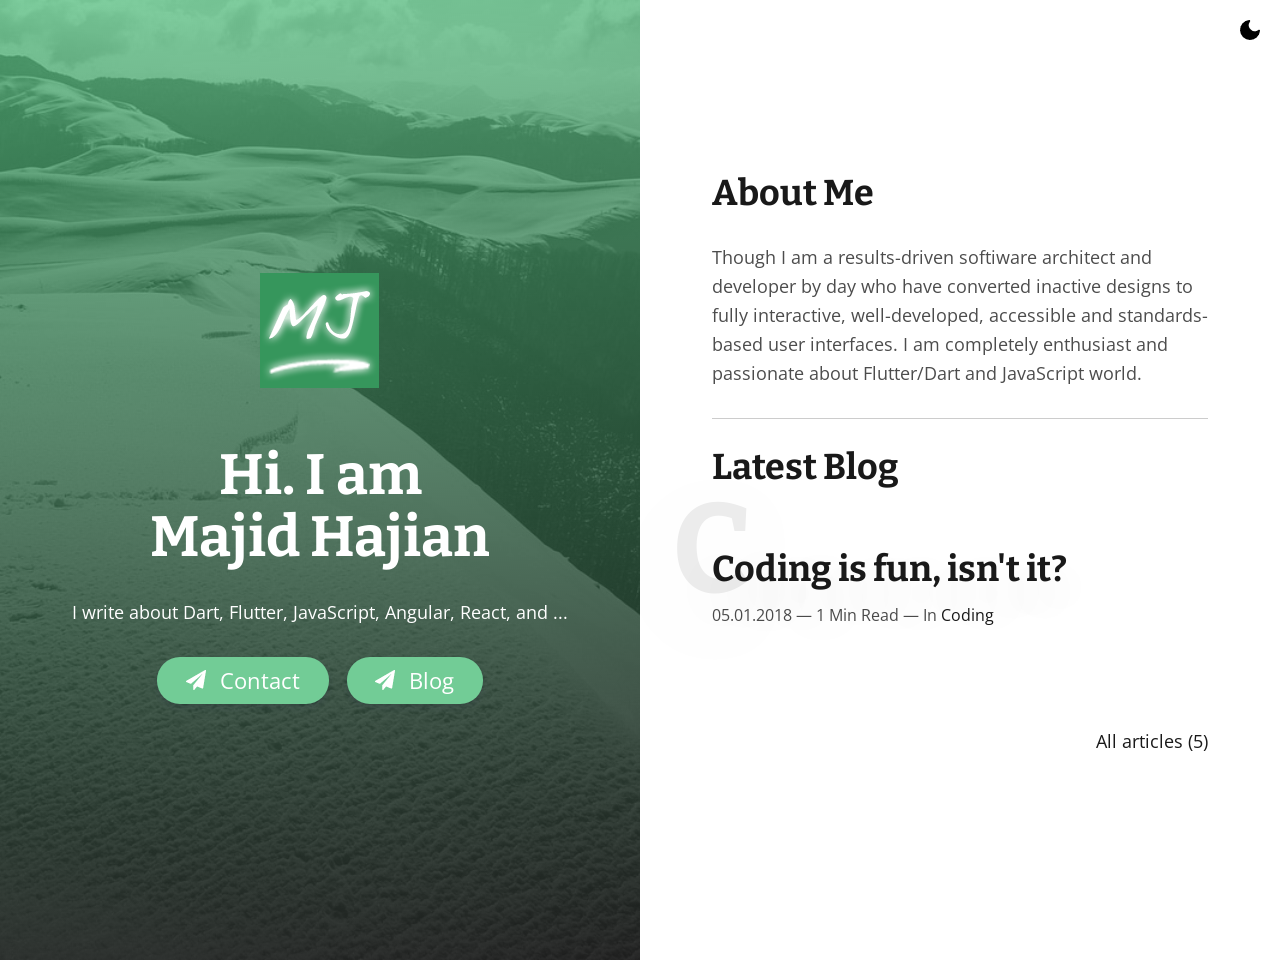 MJ
Hi. I am
Majid Hajian
I write about Dart, Flutter, JavaScript, Angular, React, and ...
Contact
Blog
About Me
Though I am a results-driven softiware architect and
developer by day who have converted inactive designs to
fully interactive, well-developed, accessible and standards-
based user interfaces. I am completely enthusiast and
passionate about Flutter/Dart and JavaScript world.
Latest Blog
C
Coding is fun, isn't it?
05.01.2018 — 1 Min Read — In Coding
All articles (5)